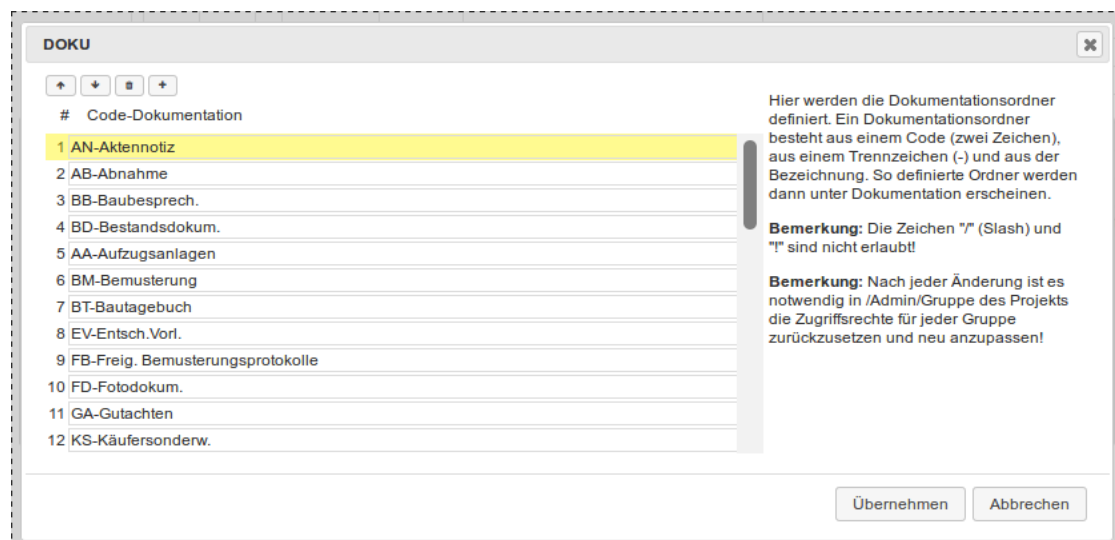 DOKU
# Code-Dokumentation
1 AN-Aktennotiz
2 AB-Abnahme
3 BB-Baubesprech.
4 BD-Bestandsdokum.
5 AA-Aufzugsanlagen
6 BM-Bemusterung
7 BT-Bautagebuch
8 EV-Entsch.Vorl.
9 FB-Freig. Bemusterungsprotokolle
10 FD-Fotodokum.
11 GA-Gutachten
12 KS-Käufersonderw.
Hier werden die Dokumentationsordner
definiert. Ein Dokumentationsordner
besteht aus einem Code (zwei Zeichen),
aus einem Trennzeichen (-) und aus der
Bezeichnung. So definierte Ordner werden
dann unter Dokumentation erscheinen.
Bemerkung: Die Zeichen "/" (Slash) und
"!" sind nicht erlaubt!
Bemerkung: Nach jeder Änderung ist es
notwendig in /Admin/Gruppe des Projekts
die Zugriffsrechte für jeder Gruppe
zurückzusetzen und neu anzupassen!
Übernehmen Abbrechen